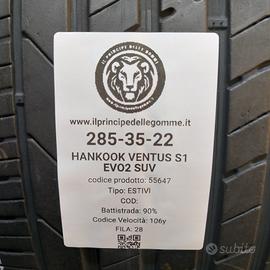 IL PRINCIPE DELLE GOMME
www.ilprincipedellegomme.it
285-35-22
HANKOOK VENTUS S1
EVO2 SUV
codice prodotto: 55647
Tipo: ESTIVI
COD:
Battistrada: 90%
Codice Velocità: 106y
FILA: 28
subito